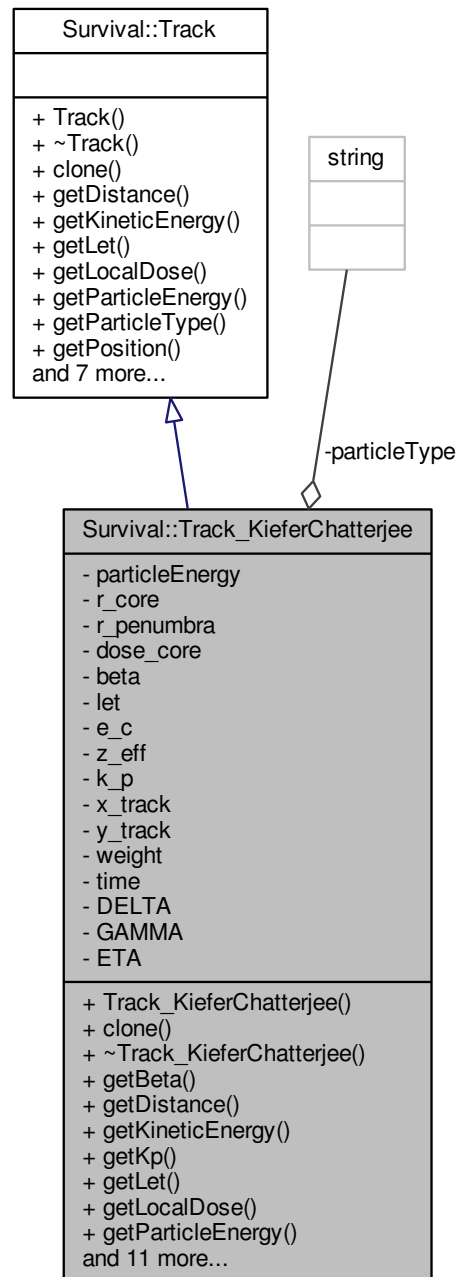 Survival::Track
+ Track()
+ ~Track()
+ clone()
+ getDistance()
+ getKineticEnergy()
+ getLet()
+ getLocalDose()
+ getParticleEnergy()
+ getParticleType()
+ getPosition()
and 7 more...
string
-particleType
Survival::Track_KieferChatterjee
- particleEnergy
- r_core
- r_penumbra
- dose_core
- beta
- let
- e_c
- z_eff
- k_p
- x_track
- y_track
- weight
- time
- DELTA
- GAMMA
- ETA
+ Track_KieferChatterjee()
+ clone()
+ ~Track_KieferChatterjee()
+ getBeta()
+ getDistance()
+ getKineticEnergy()
+ getKp()
+ getLet()
+ getLocalDose()
+ getParticleEnergy()
and 11 more...